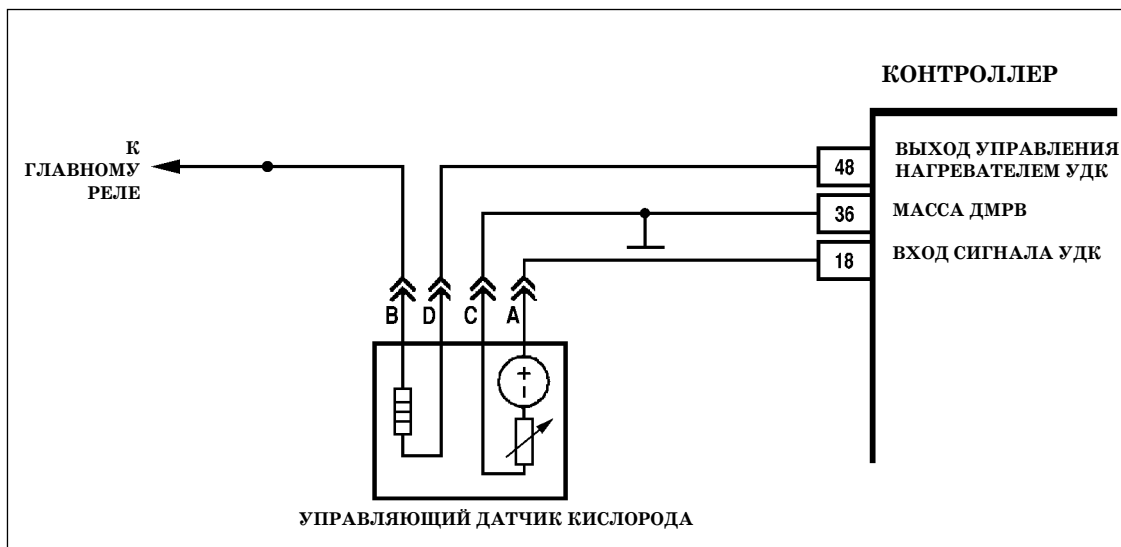 КОНТРОЛЛЕР
К
ГЛАВНОМУ
РЕЛЕ
48
ВЫХОД УПРАВЛЕНИЯ
НАГРЕВАТЕЛЕМ УДК
36
МАССА ДМРВ
18
ВХОД СИГНАЛА УДК
B D C A
+
−
УПРАВЛЯЮЩИЙ ДАТЧИК КИСЛОРОДА